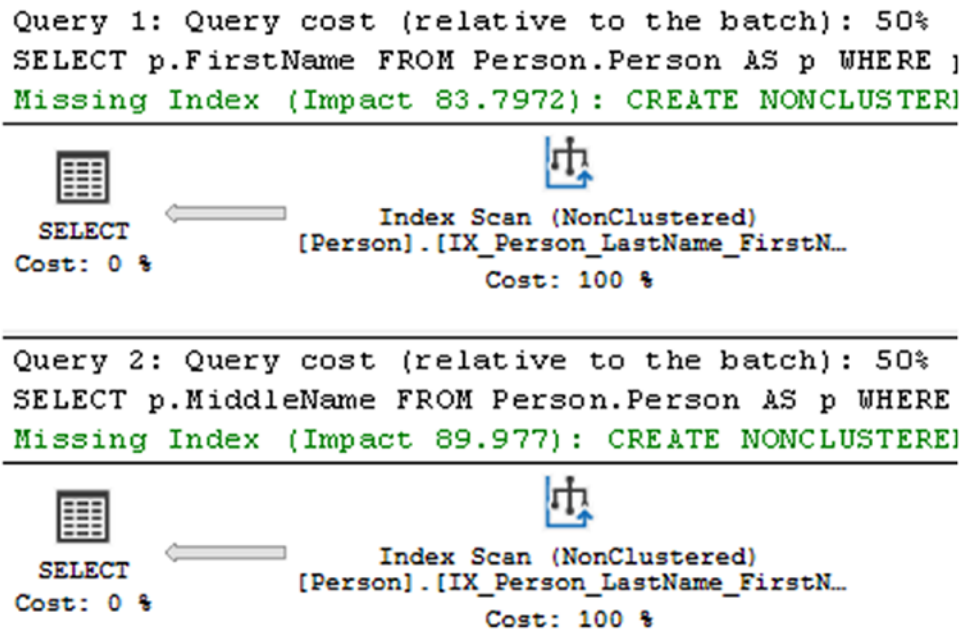 Query 1: Query cost (relative to the batch): 50%
SELECT p.FirstName FROM Person.Person AS p WHERE
Missing Index (Impact 83.7972): CREATE NONCLUSTER
Index Scan (NonClustered)
[Person].[IX_Person_LastName_FirstN…
Cost: 100 %
SELECT
Cost: 0 %
Query 2: Query cost (relative to the batch): 50%
SELECT p.MiddleName FROM Person.Person AS p WHERE
Missing Index (Impact 89.977): CREATE NONCLUSTERE
Index Scan (NonClustered)
[Person].[IX_Person_LastName_FirstN…
Cost: 100 %
SELECT
Cost: 0 %